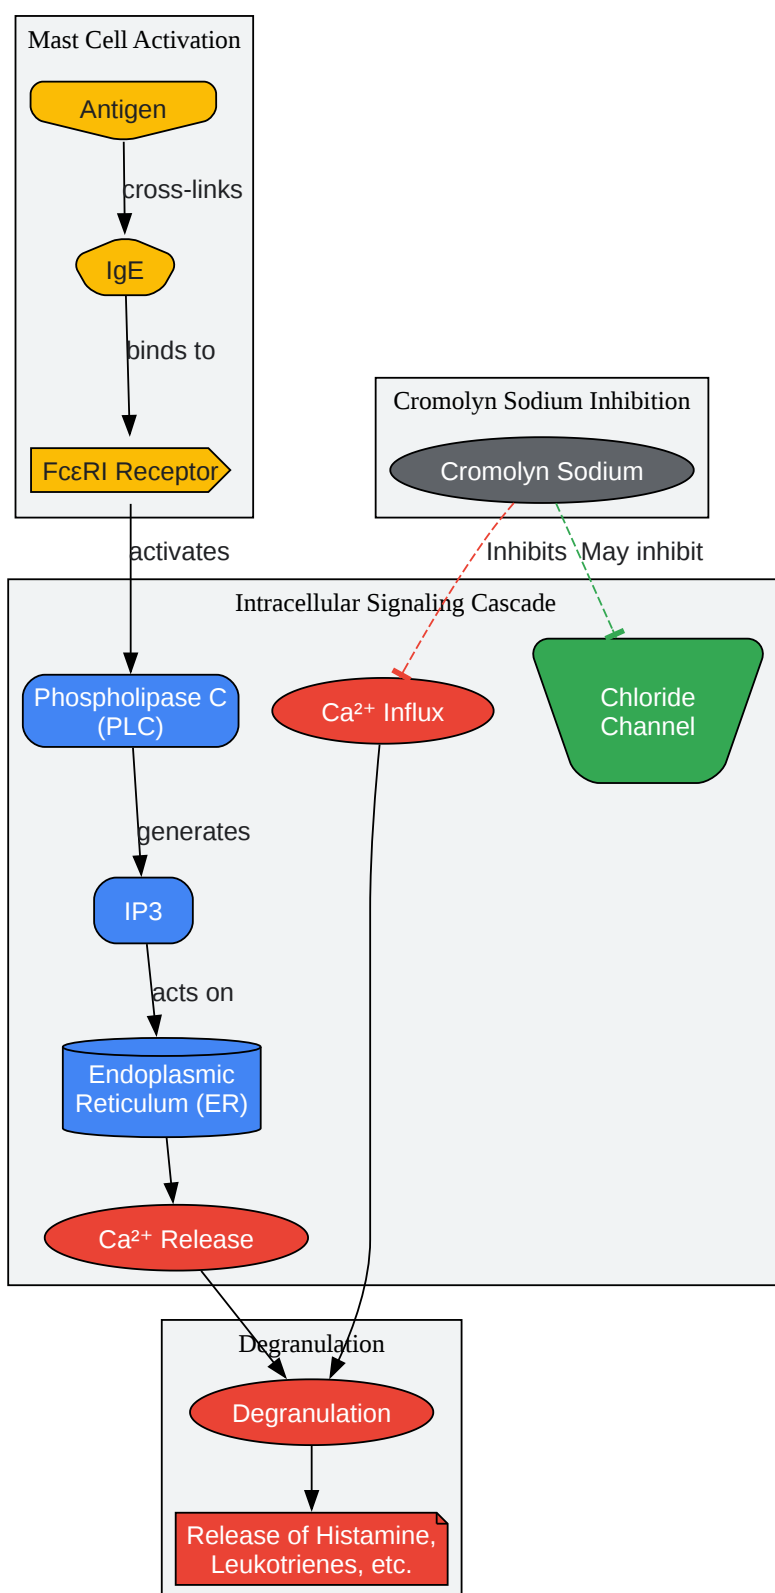 Mast Cell Activation
Antigen
cross-links
IgE
binds to
FcεRI Receptor
Cromolyn Sodium Inhibition
Cromolyn Sodium
activates
Inhibits
May inhibit
Intracellular Signaling Cascade
Phospholipase C
(PLC)
Ca²⁺ Influx
Chloride
Channel
generates
IP3
acts on
Endoplasmic
Reticulum (ER)
Ca²⁺ Release
Degranulation
Degranulation
Release of Histamine,
Leukotrienes, etc.